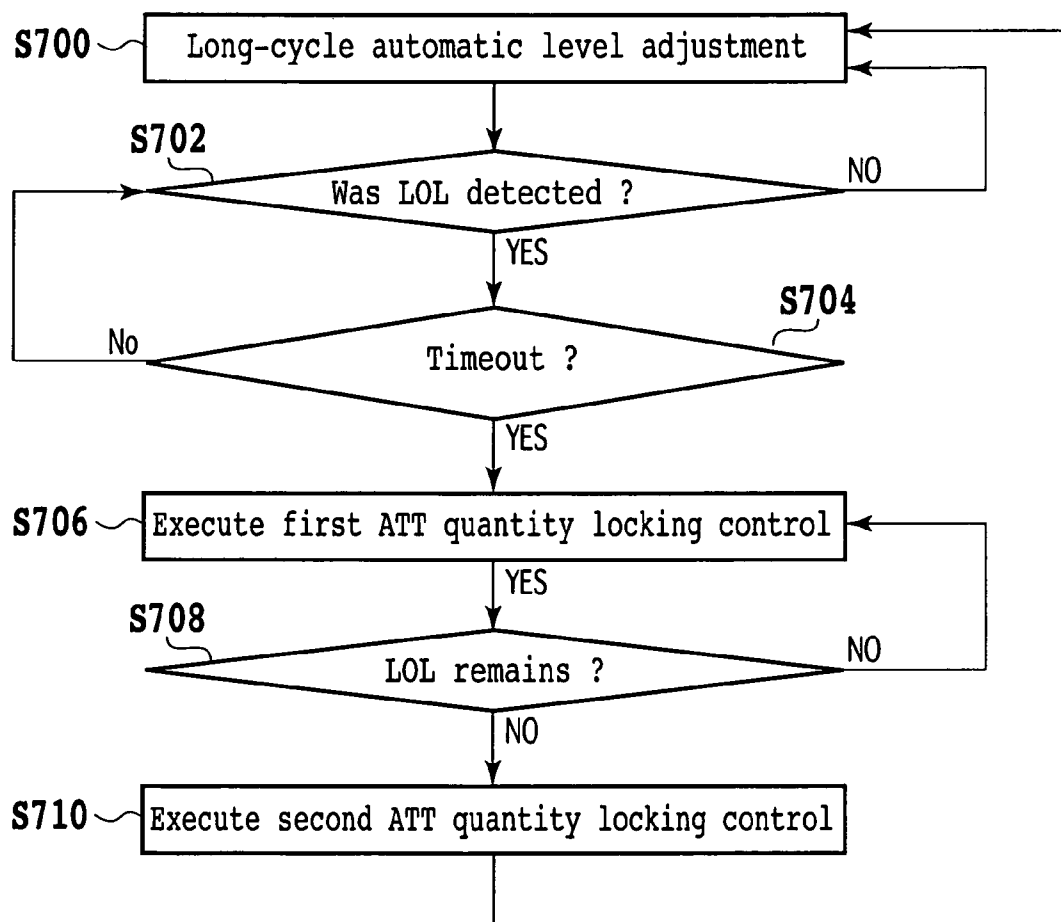 S700
Long-cycle automatic level adjustment
S702
Was LOL detected ?
NO
YES
S704
Timeout ?
No
YES
S706
Execute first ATT quantity locking control
YES
S708
LOL remains ?
NO
NO
S710
Execute second ATT quantity locking control